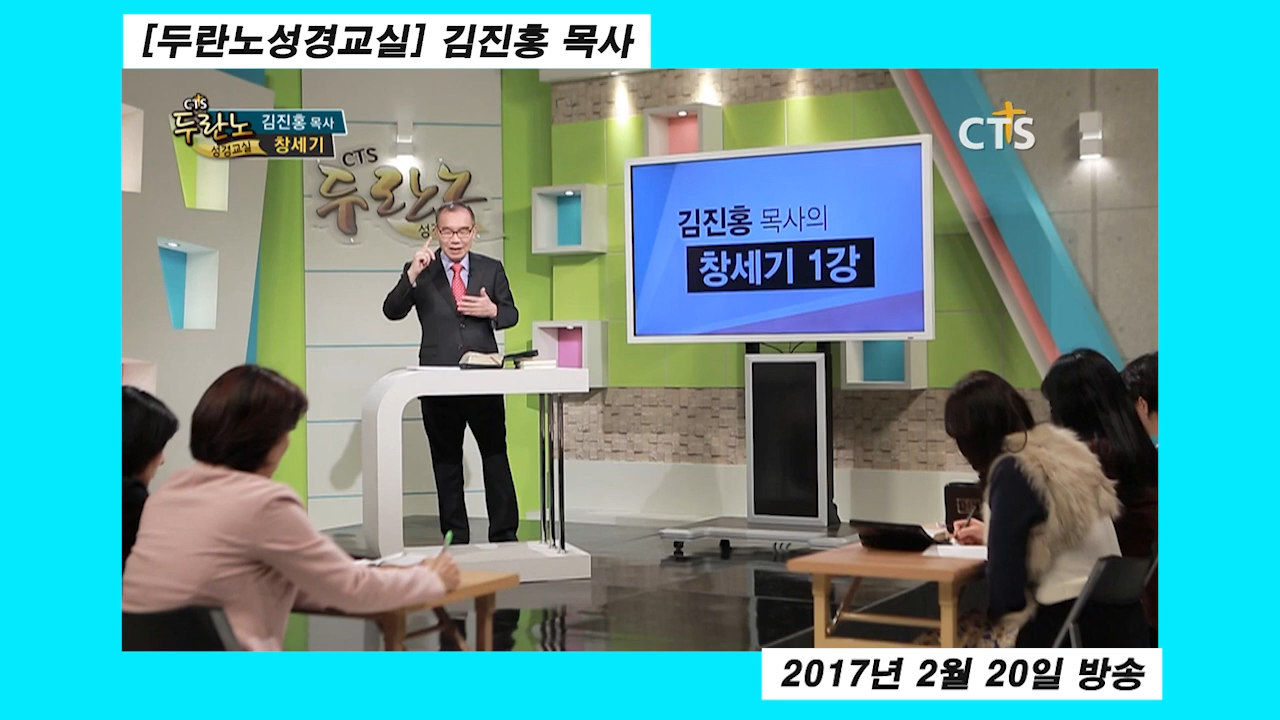 [두란노성경교실] 김진홍 목사
CTS
두란노
성경교실
김진홍 목사
창세기
CTS
두란노
CTS
김진홍 목사의
창세기 1강
2017년 2월 20일 방송